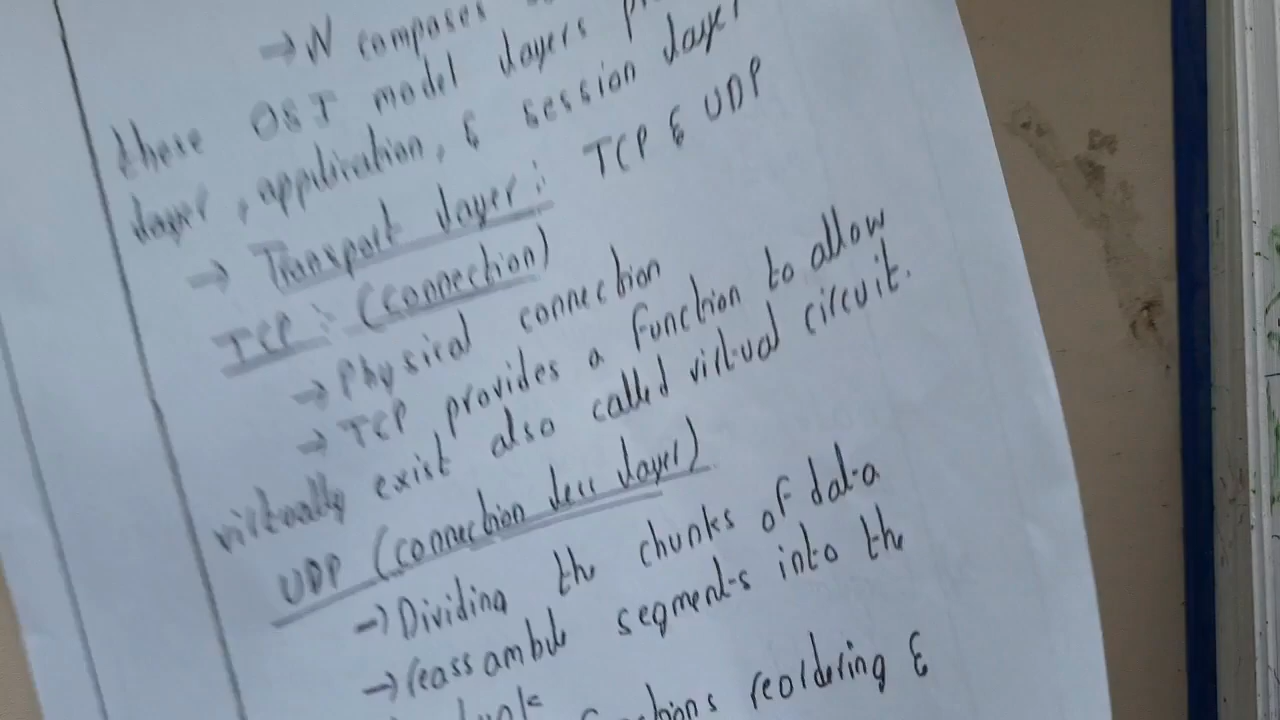 → N composes
these OSI model layers
layer, application, & session layer
→ Transport layer: TCP & UDP
TCP: (connection)
→ Physical connection
→ TCP provides a function to allow
virtually exist also called virtual circuit.
UDP (connection less layer)
→ Dividing the chunks of data
→ reassamble segments into the
reordering &